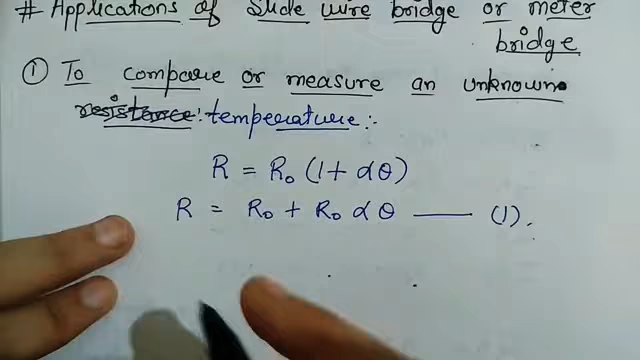 # Applications of Slide wire bridge or meter
bridge
① To compare or measure an unknown
resistance: temperature:-
R = R₀ (1 + αθ)
R = R₀ + R₀ αθ —— (1).